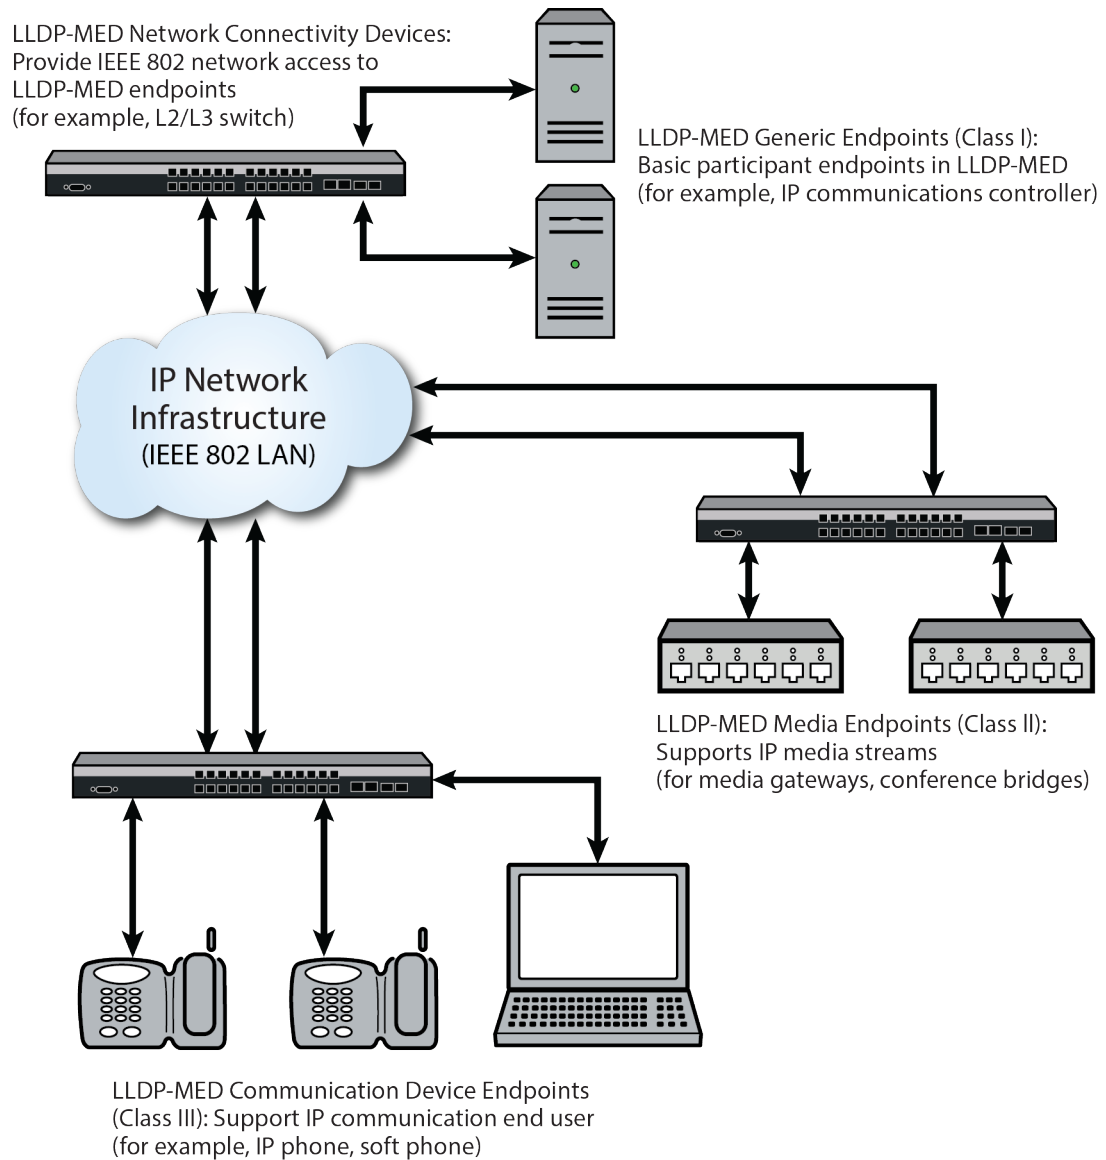 LLDP-MED Network Connectivity Devices:
Provide IEEE 802 network access to
LLDP-MED endpoints
(for example, L2/L3 switch)
LLDP-MED Generic Endpoints (Class I):
Basic participant endpoints in LLDP-MED
(for example, IP communications controller)
IP Network
Infrastructure
(IEEE 802 LAN)
LLDP-MED Media Endpoints (Class ll):
Supports IP media streams
(for media gateways, conference bridges)
LLDP-MED Communication Device Endpoints
(Class III): Support IP communication end user
(for example, IP phone, soft phone)